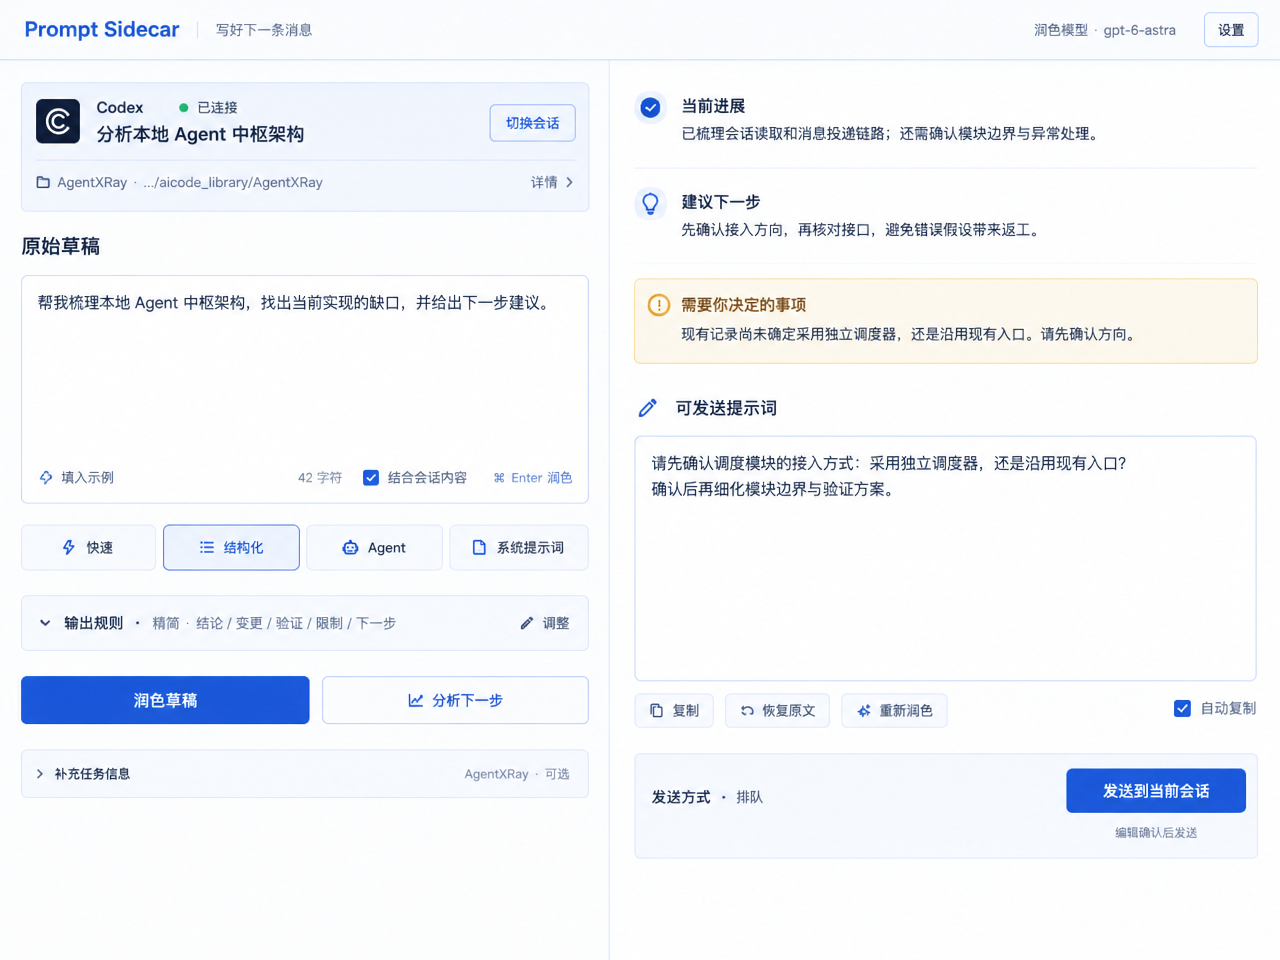 Prompt Sidecar
写好下一条消息
润色模型 · gpt-6-astra
设置
Codex
已连接
分析本地 Agent 中枢架构
切换会话
AgentXRay · .../aicode_library/AgentXRay
详情
原始草稿
帮我梳理本地 Agent 中枢架构，找出当前实现的缺口，并给出下一步建议。
填入示例
42 字符
结合会话内容
⌘ Enter 润色
快速
结构化
Agent
系统提示词
输出规则 · 精简 · 结论 / 变更 / 验证 / 限制 / 下一步
调整
润色草稿
分析下一步
补充任务信息
AgentXRay · 可选
当前进展
已梳理会话读取和消息投递链路；还需确认模块边界与异常处理。
建议下一步
先确认接入方向，再核对接口，避免错误假设带来返工。
需要你决定的事项
现有记录尚未确定采用独立调度器，还是沿用现有入口。请先确认方向。
可发送提示词
请先确认调度模块的接入方式：采用独立调度器，还是沿用现有入口？
确认后再细化模块边界与验证方案。
复制
恢复原文
重新润色
自动复制
发送方式 · 排队
发送到当前会话
编辑确认后发送